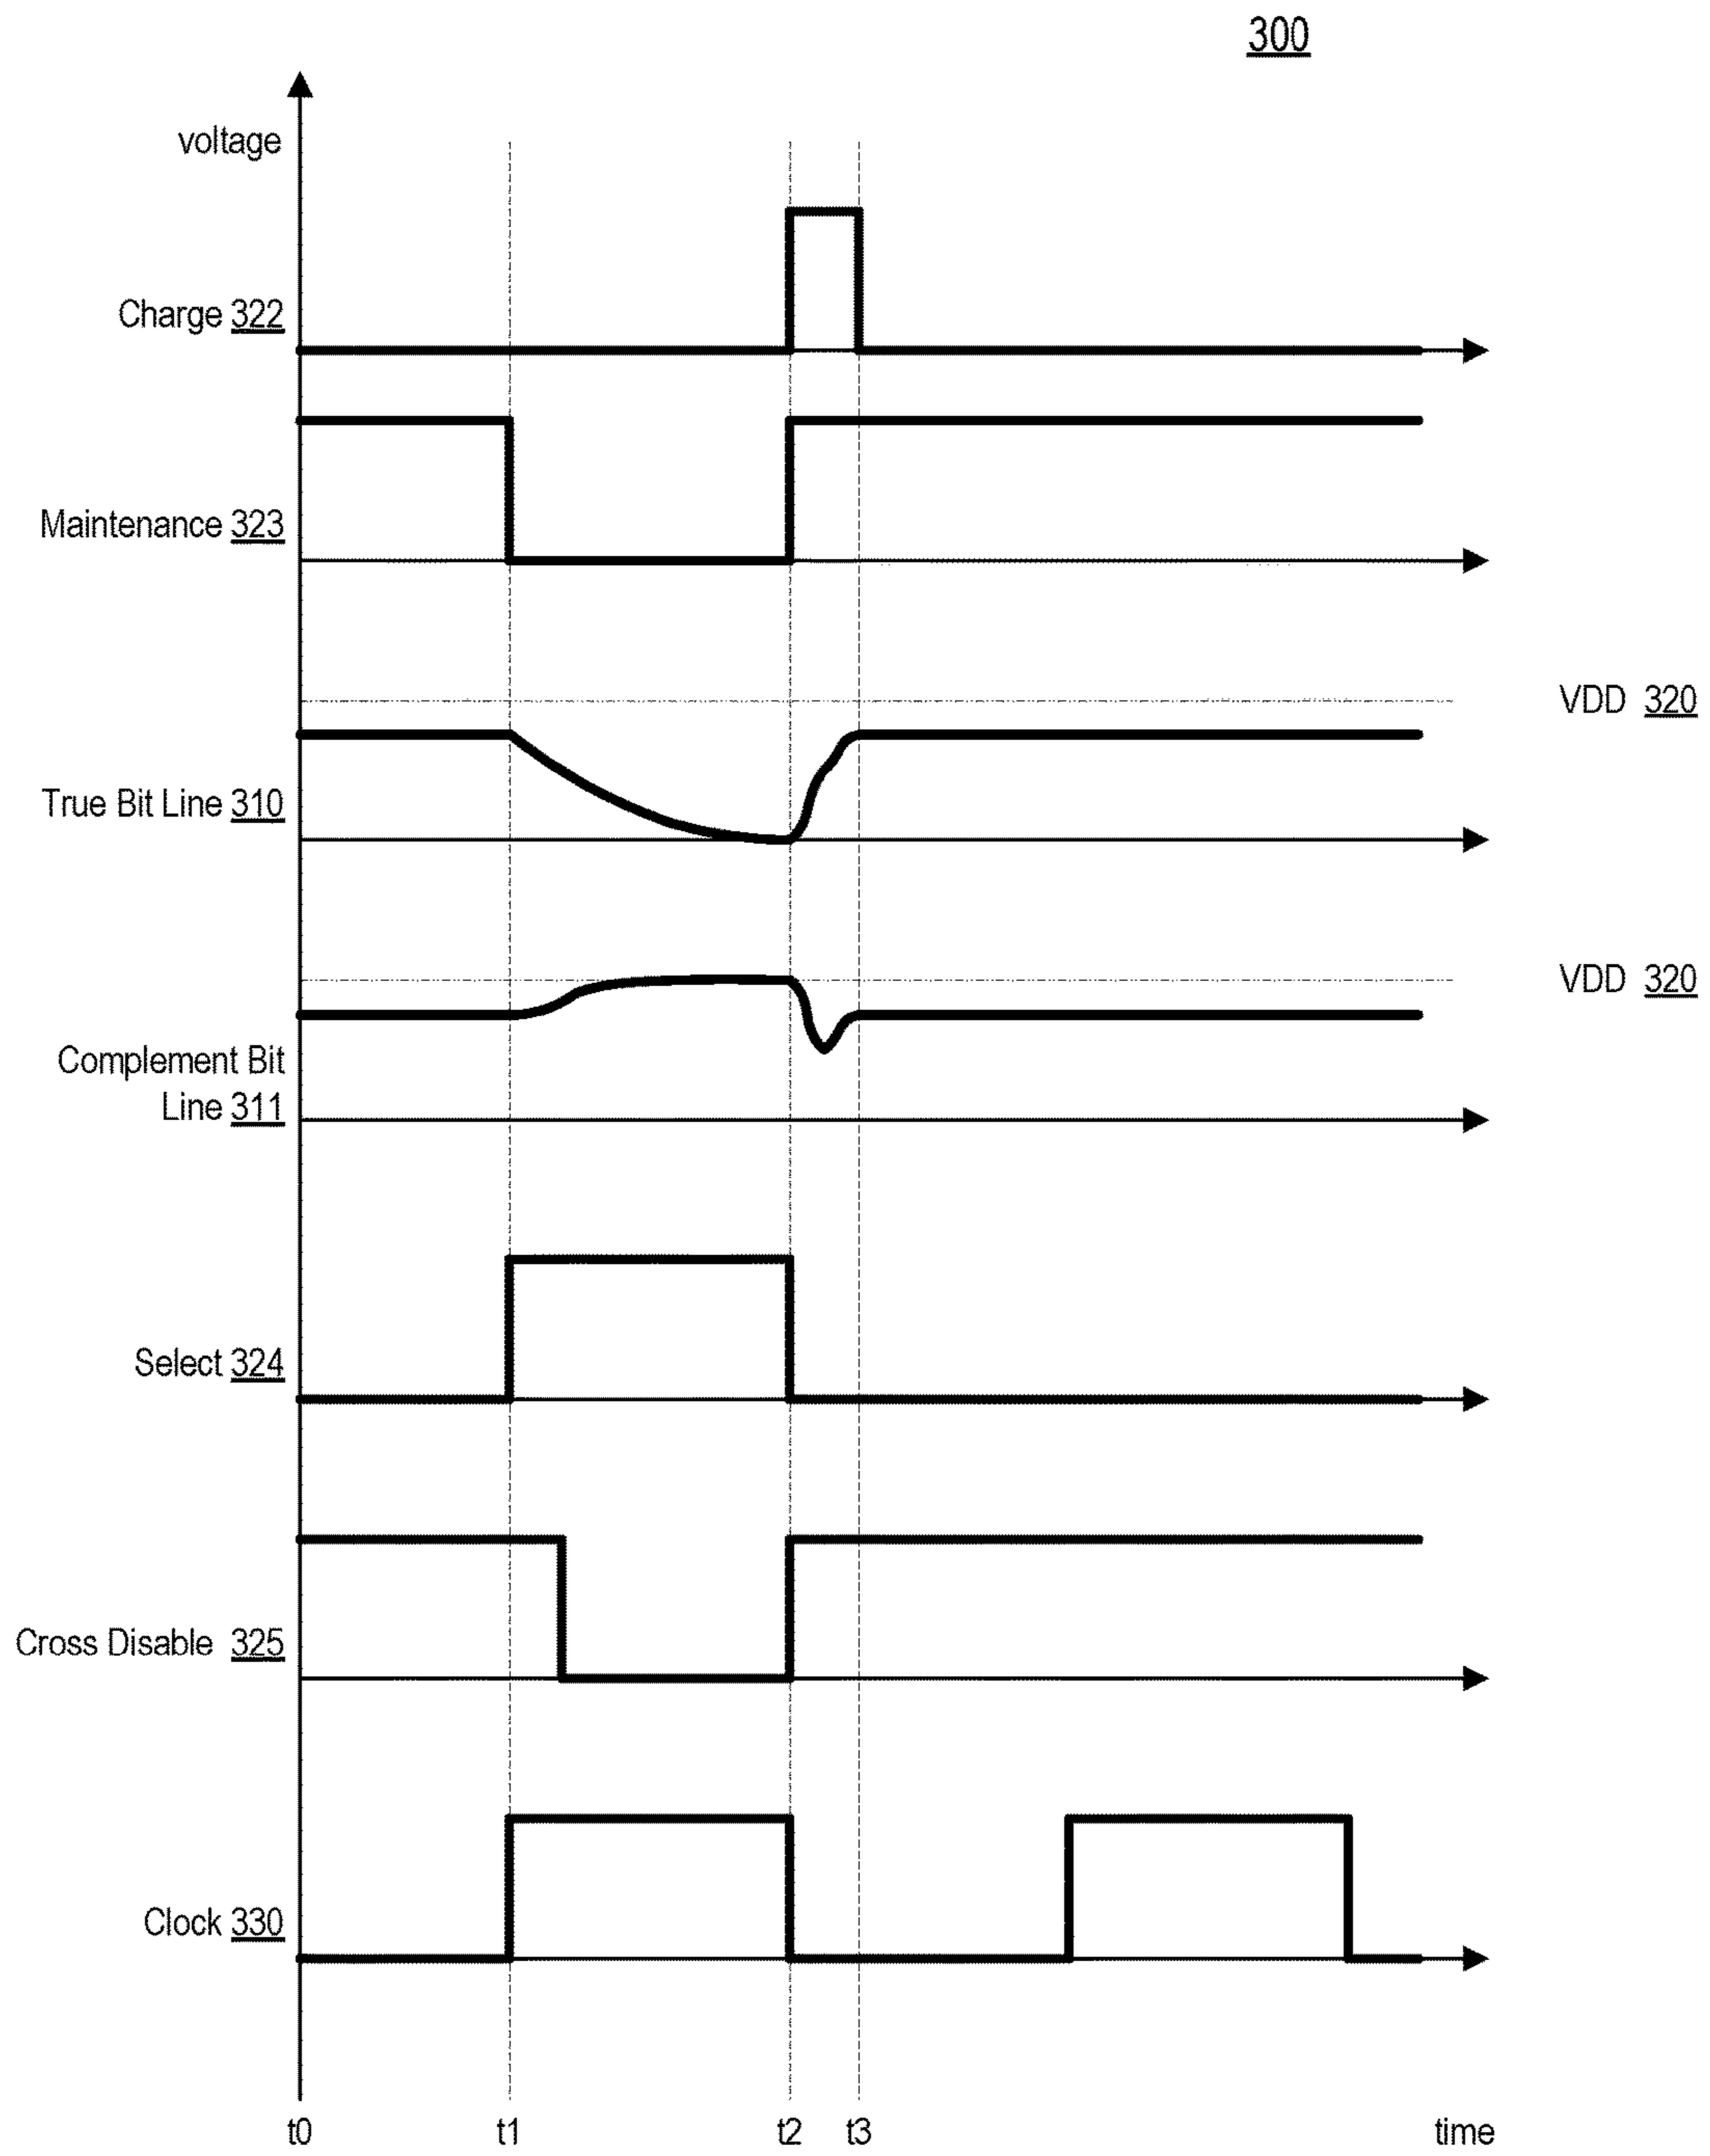 300
voltage
Charge 322
Maintenance 323
VDD 320
True Bit Line 310
VDD 320
Complement Bit
Line 311
Select 324
Cross Disable 325
Clock 330
t0 t1 t2 t3 time